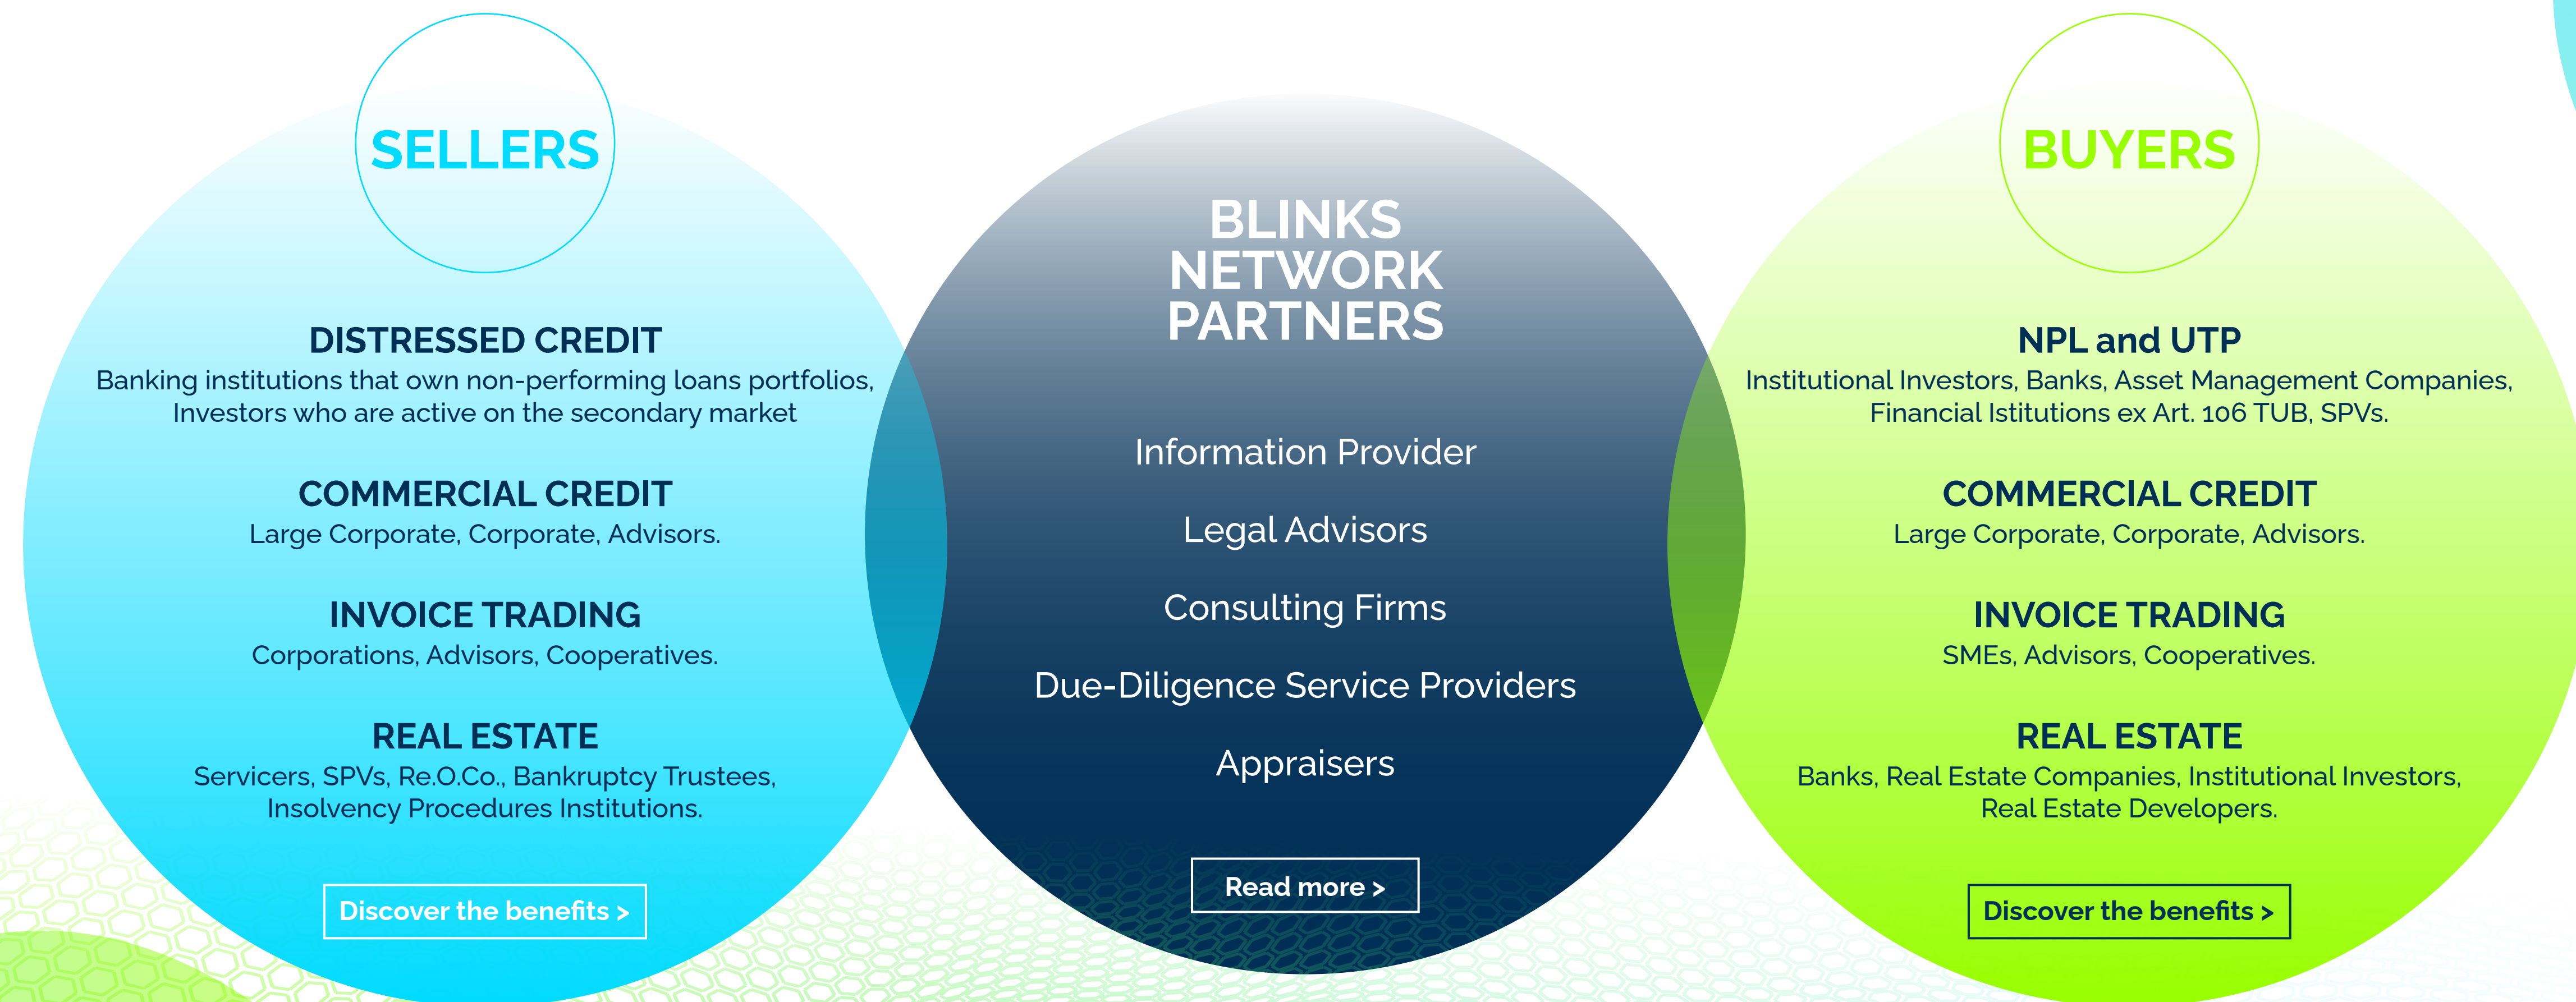 SELLERS
DISTRESSED CREDIT
Banking institutions that own non-performing loans portfolios,
Investors who are active on the secondary market
COMMERCIAL CREDIT
Large Corporate, Corporate, Advisors.
INVOICE TRADING
Corporations, Advisors, Cooperatives.
REAL ESTATE
Servicers, SPVs, Re.O.Co., Bankruptcy Trustees,
Insolvency Procedures Institutions.
Discover the benefits >
BLINKS
NETWORK
PARTNERS
Information Provider
Legal Advisors
Consulting Firms
Due-Diligence Service Providers
Appraisers
Read more >
BUYERS
NPL and UTP
Institutional Investors, Banks, Asset Management Companies,
Financial Istitutions ex Art. 106 TUB, SPVs.
COMMERCIAL CREDIT
Large Corporate, Corporate, Advisors.
INVOICE TRADING
SMEs, Advisors, Cooperatives.
REAL ESTATE
Banks, Real Estate Companies, Institutional Investors,
Real Estate Developers.
Discover the benefits >